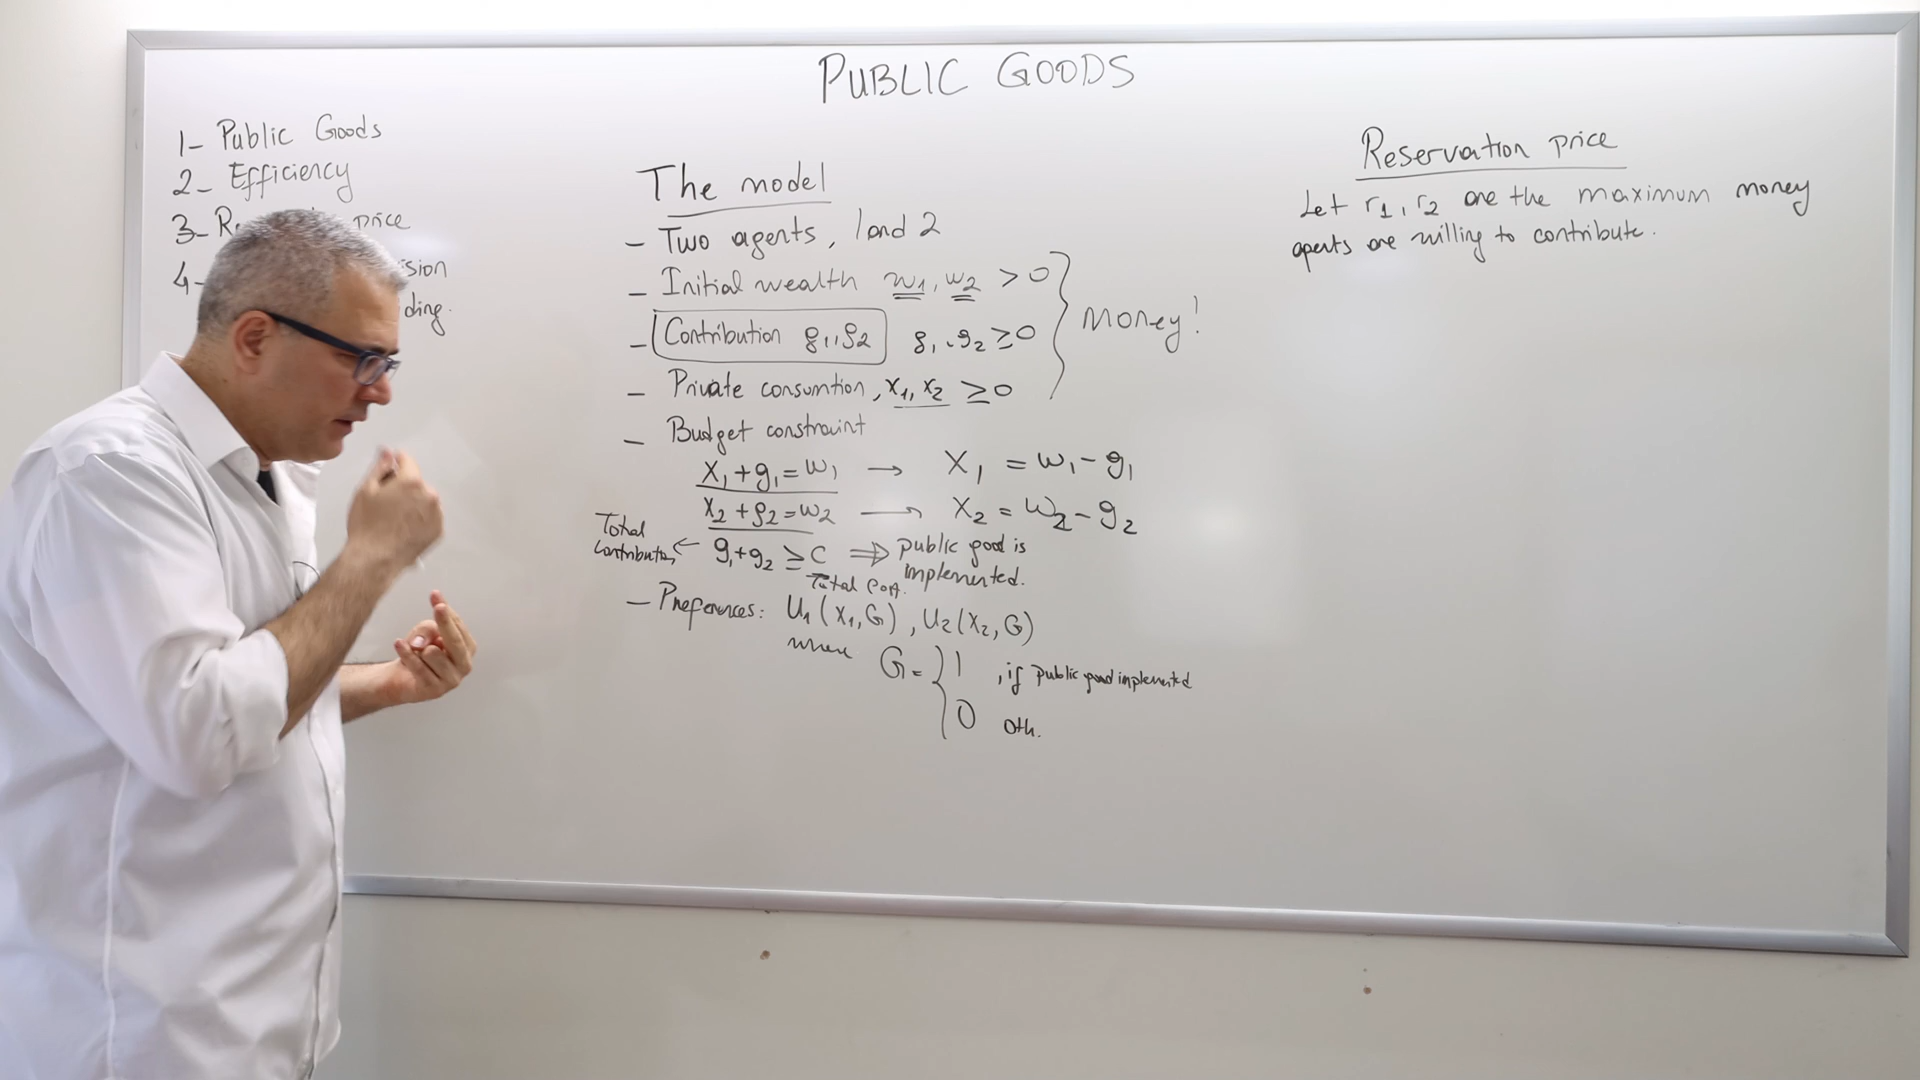 PUBLIC GOODS
1- Public Goods
2- Efficiency
3- R price
4- ision
ding.
The model
- Two agents, 1 and 2
- Initial wealth w1, w2 > 0
- Contribution g1, g2 g1, g2 ≥ 0
- Private consumtion, x1, x2 ≥ 0
Money!
- Budget constraint
x1 + g1 = w1 → x1 = w1 - g1
x2 + g2 = w2 → x2 = w2 - g2
Total
g1 + g2 ≥ C ⇒ public good is
implemented.
Total
- Preferences: U1(x1, G), U2(x2, G)
where G = { 1 , if public good implemented
0 oth.
Reservation price
Let r1, r2 are the maximum money
agents are willing to contribute.